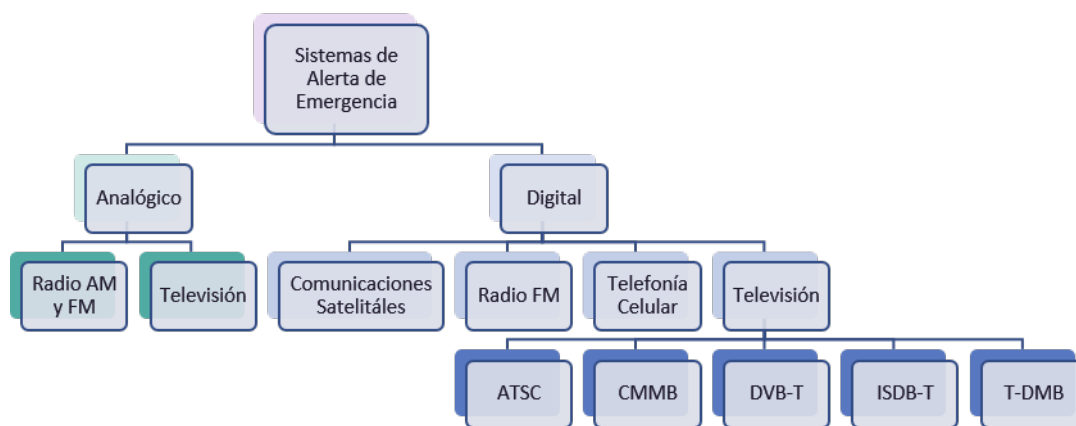 Sistemas de
Alerta de
Emergencia
Analógico
Digital
Radio AM
y FM
Televisión
Comunicaciones
Satelitáles
Radio FM
Telefonía
Celular
Televisión
ATSC
CMMB
DVB-T
ISDB-T
T-DMB